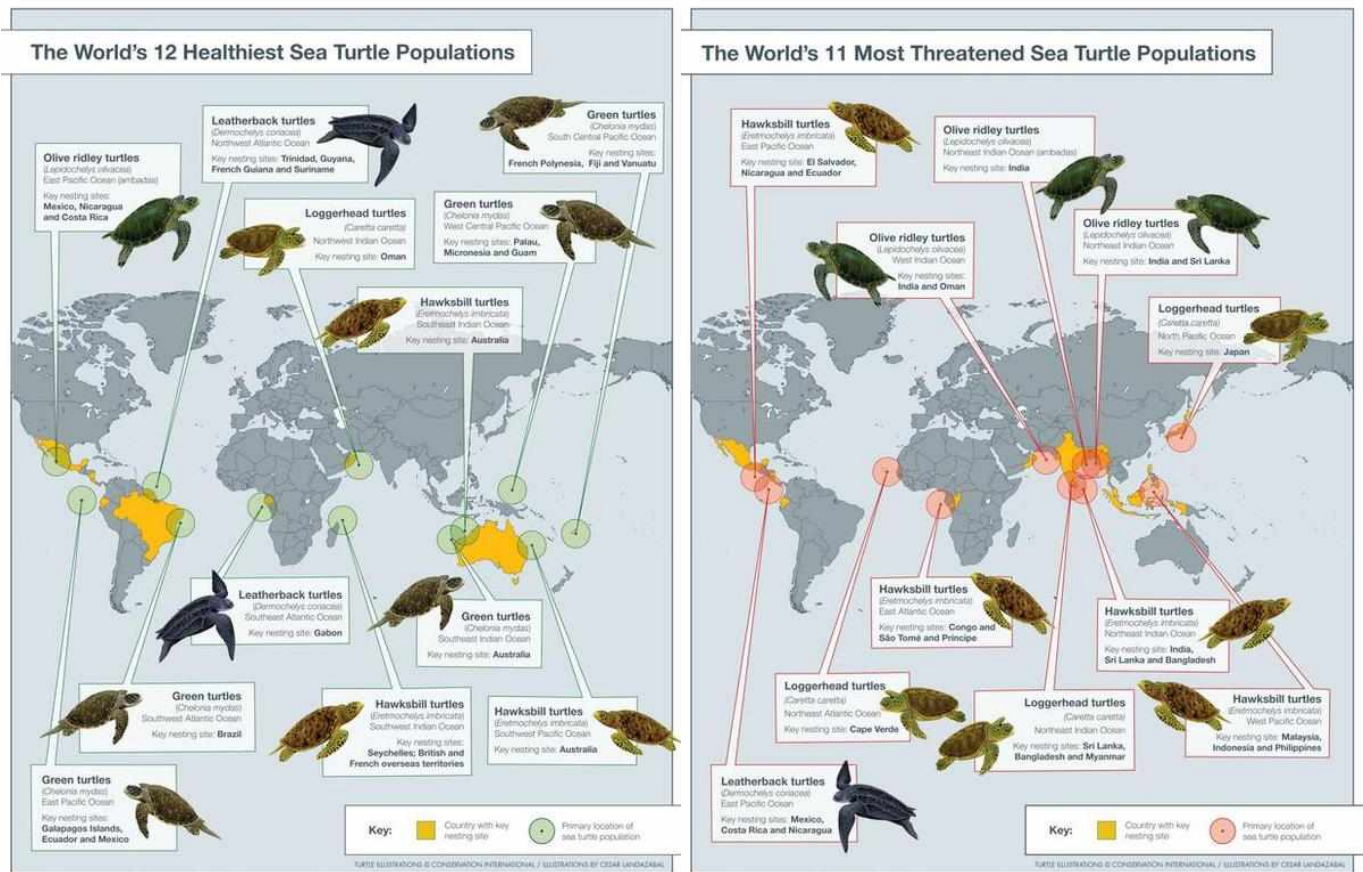 The World's 12 Healthiest Sea Turtle Populations
Leatherback turtles
(Dermochelys coriacea)
Northwest Atlantic Ocean
Key nesting sites: Trinidad, Guyana,
French Guiana and Suriname
Green turtles
(Chelonia mydas)
South Central Pacific Ocean
Key nesting sites:
French Polynesia, Fiji and Vanuatu
Olive ridley turtles
(Lepidochelys olivacea)
East Pacific Ocean (arribadas)
Key nesting sites:
Mexico, Nicaragua
and Costa Rica
Loggerhead turtles
(Caretta caretta)
Northwest Indian Ocean
Key nesting site: Oman
Green turtles
(Chelonia mydas)
West Central Pacific Ocean
Key nesting sites: Palau,
Micronesia and Guam
Hawksbill turtles
(Eretmochelys imbricata)
Southeast Indian Ocean
Key nesting site: Australia
Leatherback turtles
(Dermochelys coriacea)
Southeast Atlantic Ocean
Key nesting site: Gabon
Green turtles
(Chelonia mydas)
Southeast Indian Ocean
Key nesting site: Australia
Green turtles
(Chelonia mydas)
Southwest Atlantic Ocean
Key nesting site: Brazil
Hawksbill turtles
(Eretmochelys imbricata)
Southwest Indian Ocean
Key nesting sites:
Seychelles; British and
French overseas territories
Hawksbill turtles
(Eretmochelys imbricata)
Southwest Pacific Ocean
Key nesting site: Australia
Green turtles
(Chelonia mydas)
East Pacific Ocean
Key nesting sites:
Galapagos Islands,
Ecuador and Mexico
Key:
Country with key
nesting site
Primary location of
sea turtle population
TURTLE ILLUSTRATIONS © CONSERVATION INTERNATIONAL / ILLUSTRATIONS BY CESAR LANDAZABAL
The World's 11 Most Threatened Sea Turtle Populations
Hawksbill turtles
(Eretmochelys imbricata)
East Pacific Ocean
Key nesting sites: El Salvador,
Nicaragua and Ecuador
Olive ridley turtles
(Lepidochelys olivacea)
Northeast Indian Ocean (arribadas)
Key nesting site: India
Olive ridley turtles
(Lepidochelys olivacea)
West Indian Ocean
Key nesting sites:
India and Oman
Olive ridley turtles
(Lepidochelys olivacea)
Northeast Indian Ocean
Key nesting site: India and Sri Lanka
Loggerhead turtles
(Caretta caretta)
North Pacific Ocean
Key nesting site: Japan
Hawksbill turtles
(Eretmochelys imbricata)
East Atlantic Ocean
Key nesting sites: Congo and
São Tomé and Príncipe
Hawksbill turtles
(Eretmochelys imbricata)
Northeast Indian Ocean
Key nesting site: India,
Sri Lanka and Bangladesh
Loggerhead turtles
(Caretta caretta)
Northeast Atlantic Ocean
Key nesting site: Cape Verde
Loggerhead turtles
(Caretta caretta)
Northeast Indian Ocean
Key nesting sites: Sri Lanka,
Bangladesh and Myanmar
Hawksbill turtles
(Eretmochelys imbricata)
West Pacific Ocean
Key nesting site: Malaysia,
Indonesia and Philippines
Leatherback turtles
(Dermochelys coriacea)
East Pacific Ocean
Key nesting sites: Mexico,
Costa Rica and Nicaragua
Key:
Country with key
nesting site
Primary location of
sea turtle population
TURTLE ILLUSTRATIONS © CONSERVATION INTERNATIONAL / ILLUSTRATIONS BY CESAR LANDAZABAL